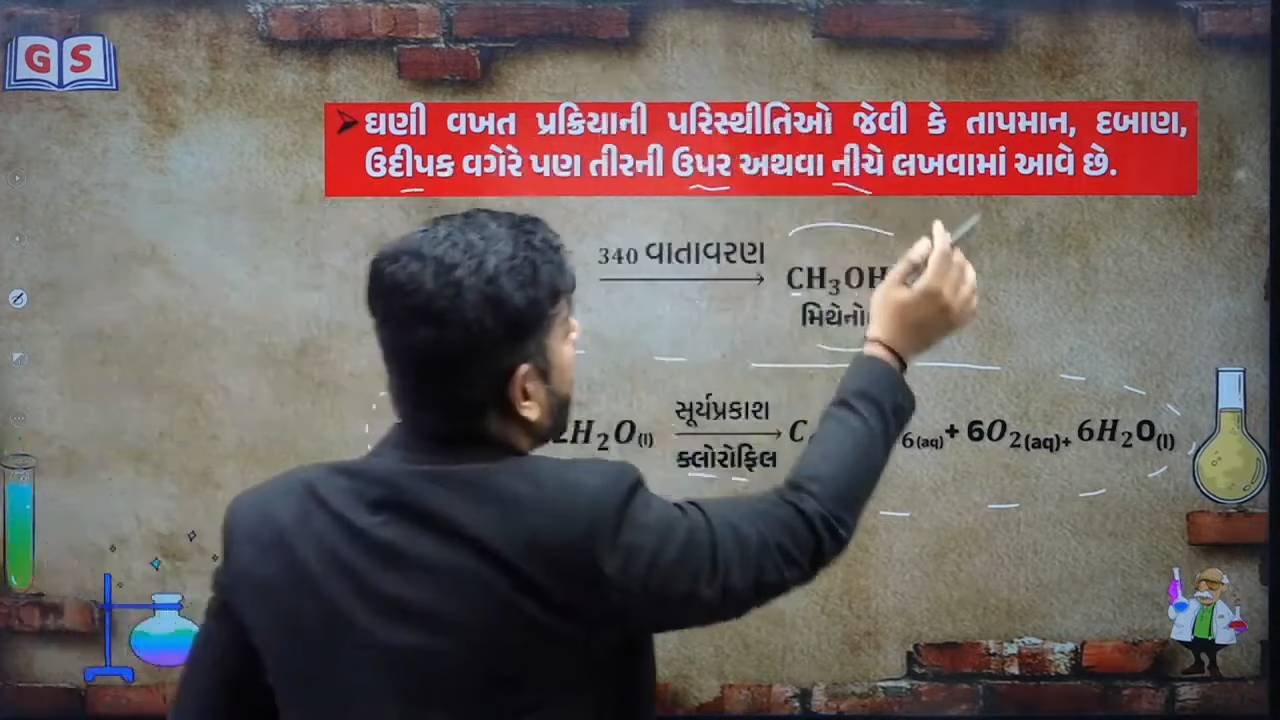 GS
➤ ઘણી વખત પ્રક્રિયાની પરિસ્થીતિઓ જેવી કે તાપમાન, દબાણ,
ઉદીપક વગેરે પણ તીરની ઉપર અથવા નીચે લખવામાં આવે છે.
340 વાતાવરણ
CH₃OH
સૂર્યપ્રકાશ
H₂O(l) → C 6(aq)+ 6O₂(aq)+ 6H₂O(l)
ક્લોરોફિલ